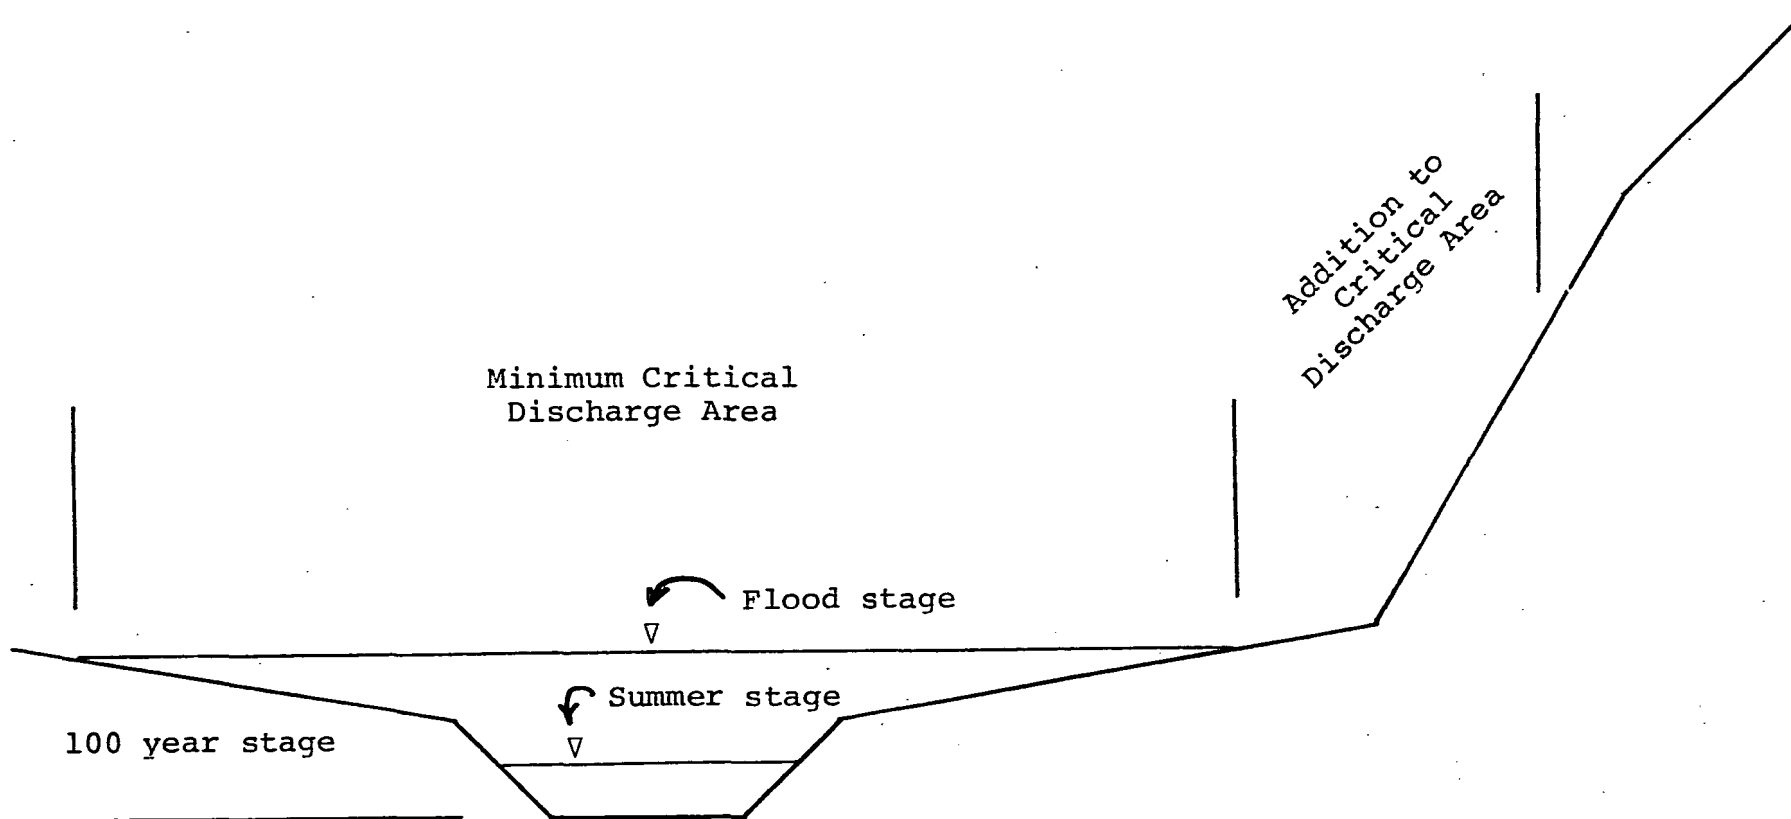 Addition to
Critical
Discharge Area
Minimum Critical
Discharge Area
Flood stage
Summer stage
100 year stage